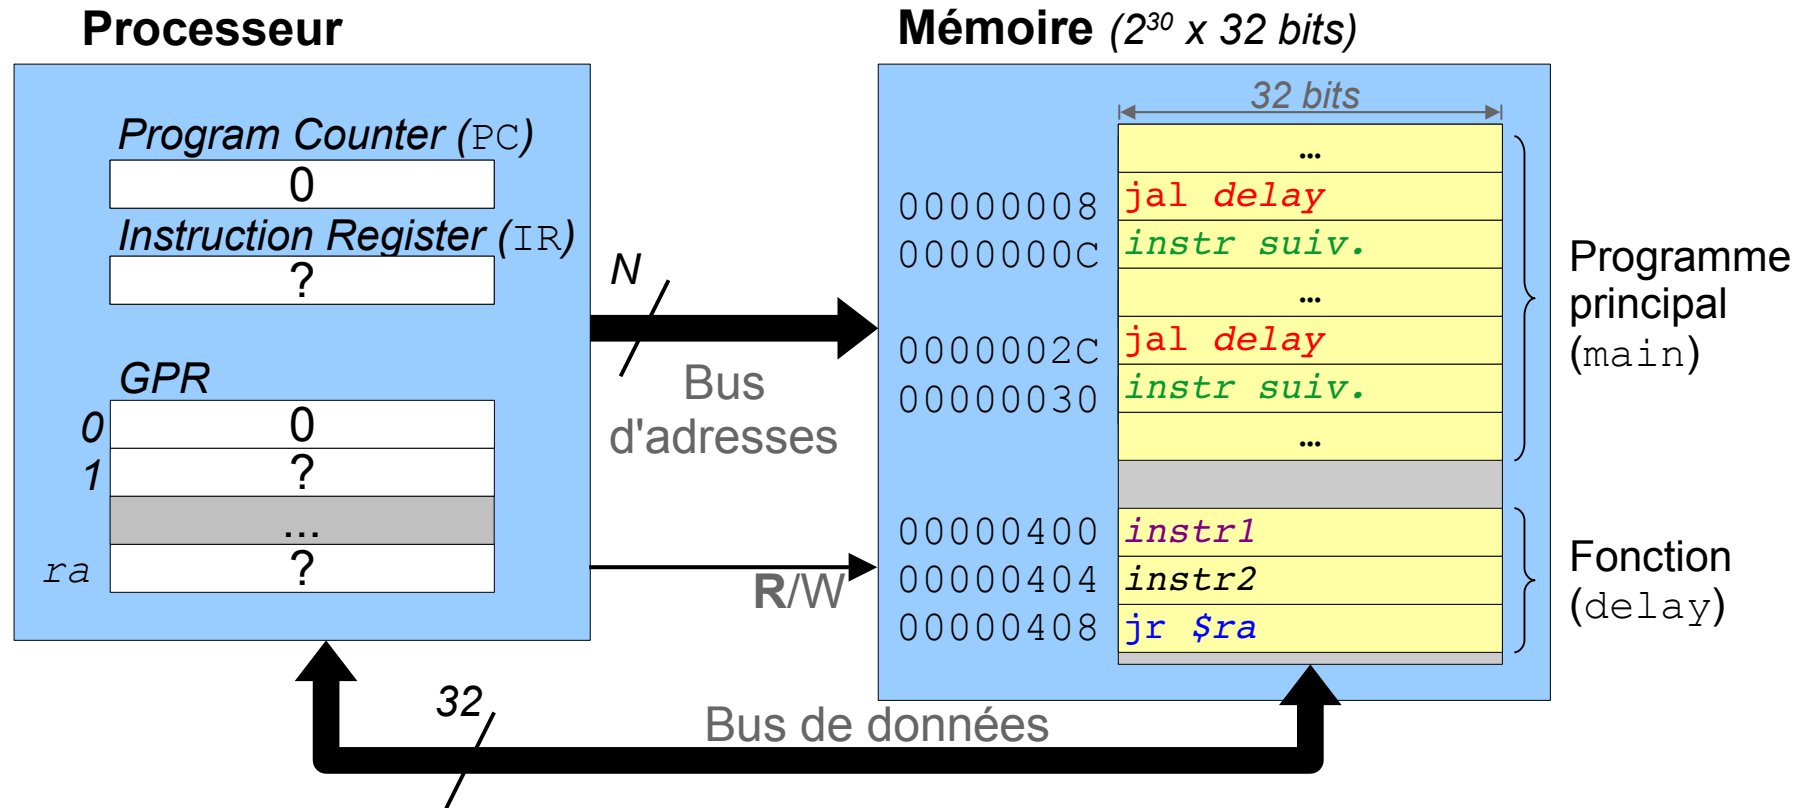 Processeur
Program Counter (PC)
0
Instruction Register (IR)
?
GPR
0 0
1 ?
...
ra ?
N
Bus
d'adresses
R/W
32
Bus de données
Mémoire (2³⁰ x 32 bits)
32 bits
…
00000008 jal delay
0000000C instr suiv.
…
0000002C jal delay
00000030 instr suiv.
…
00000400 instr1
00000404 instr2
00000408 jr $ra
Programme
principal
(main)
Fonction
(delay)